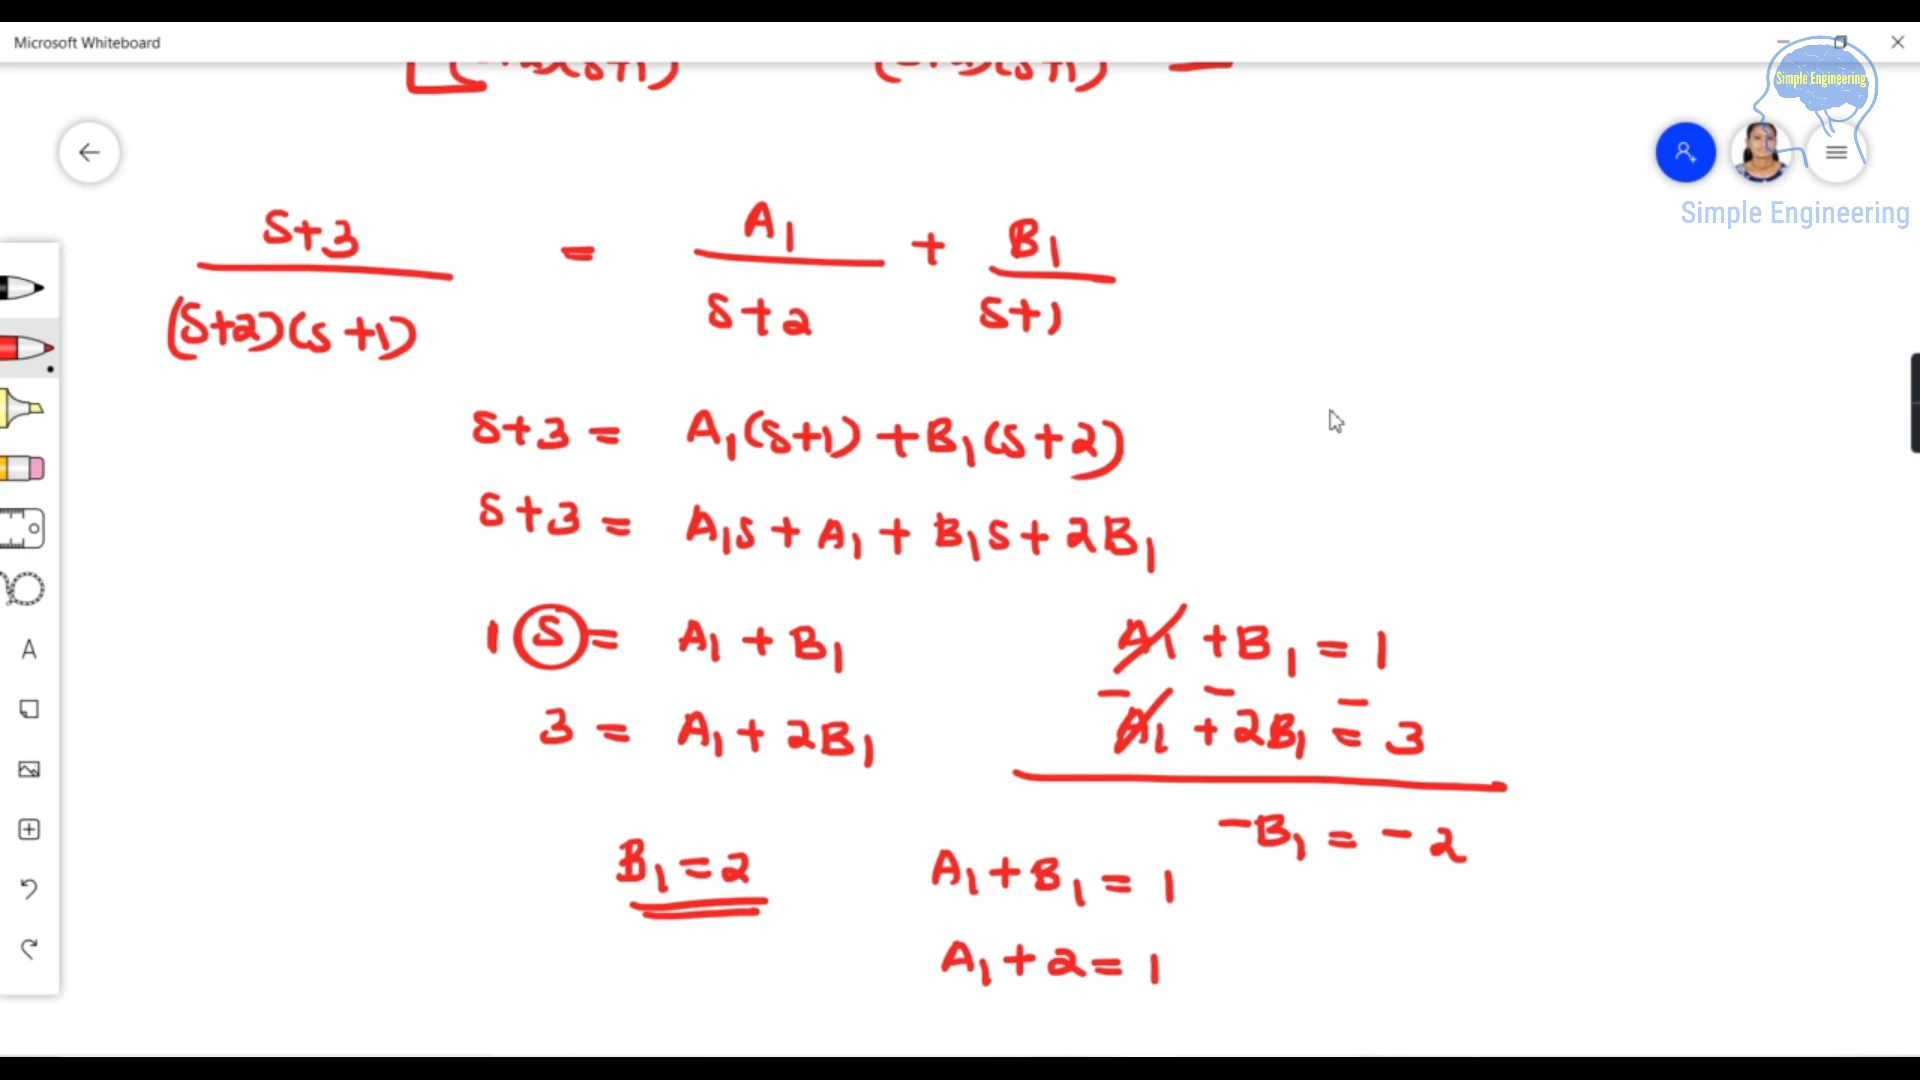 Microsoft Whiteboard
Simple Engineering
Simple Engineering
S+3 / (S+2)(s+1) = A₁ / s+2 + B₁ / s+1
s+3 = A₁(s+1) + B₁(s+2)
s+3 = A₁s + A₁ + B₁s + 2B₁
1 s = A₁ + B₁
3 = A₁ + 2B₁
A₁ + B₁ = 1
A₁ + 2B₁ = 3
-B₁ = -2
B₁ = 2
A₁ + B₁ = 1
A₁ + 2 = 1
A